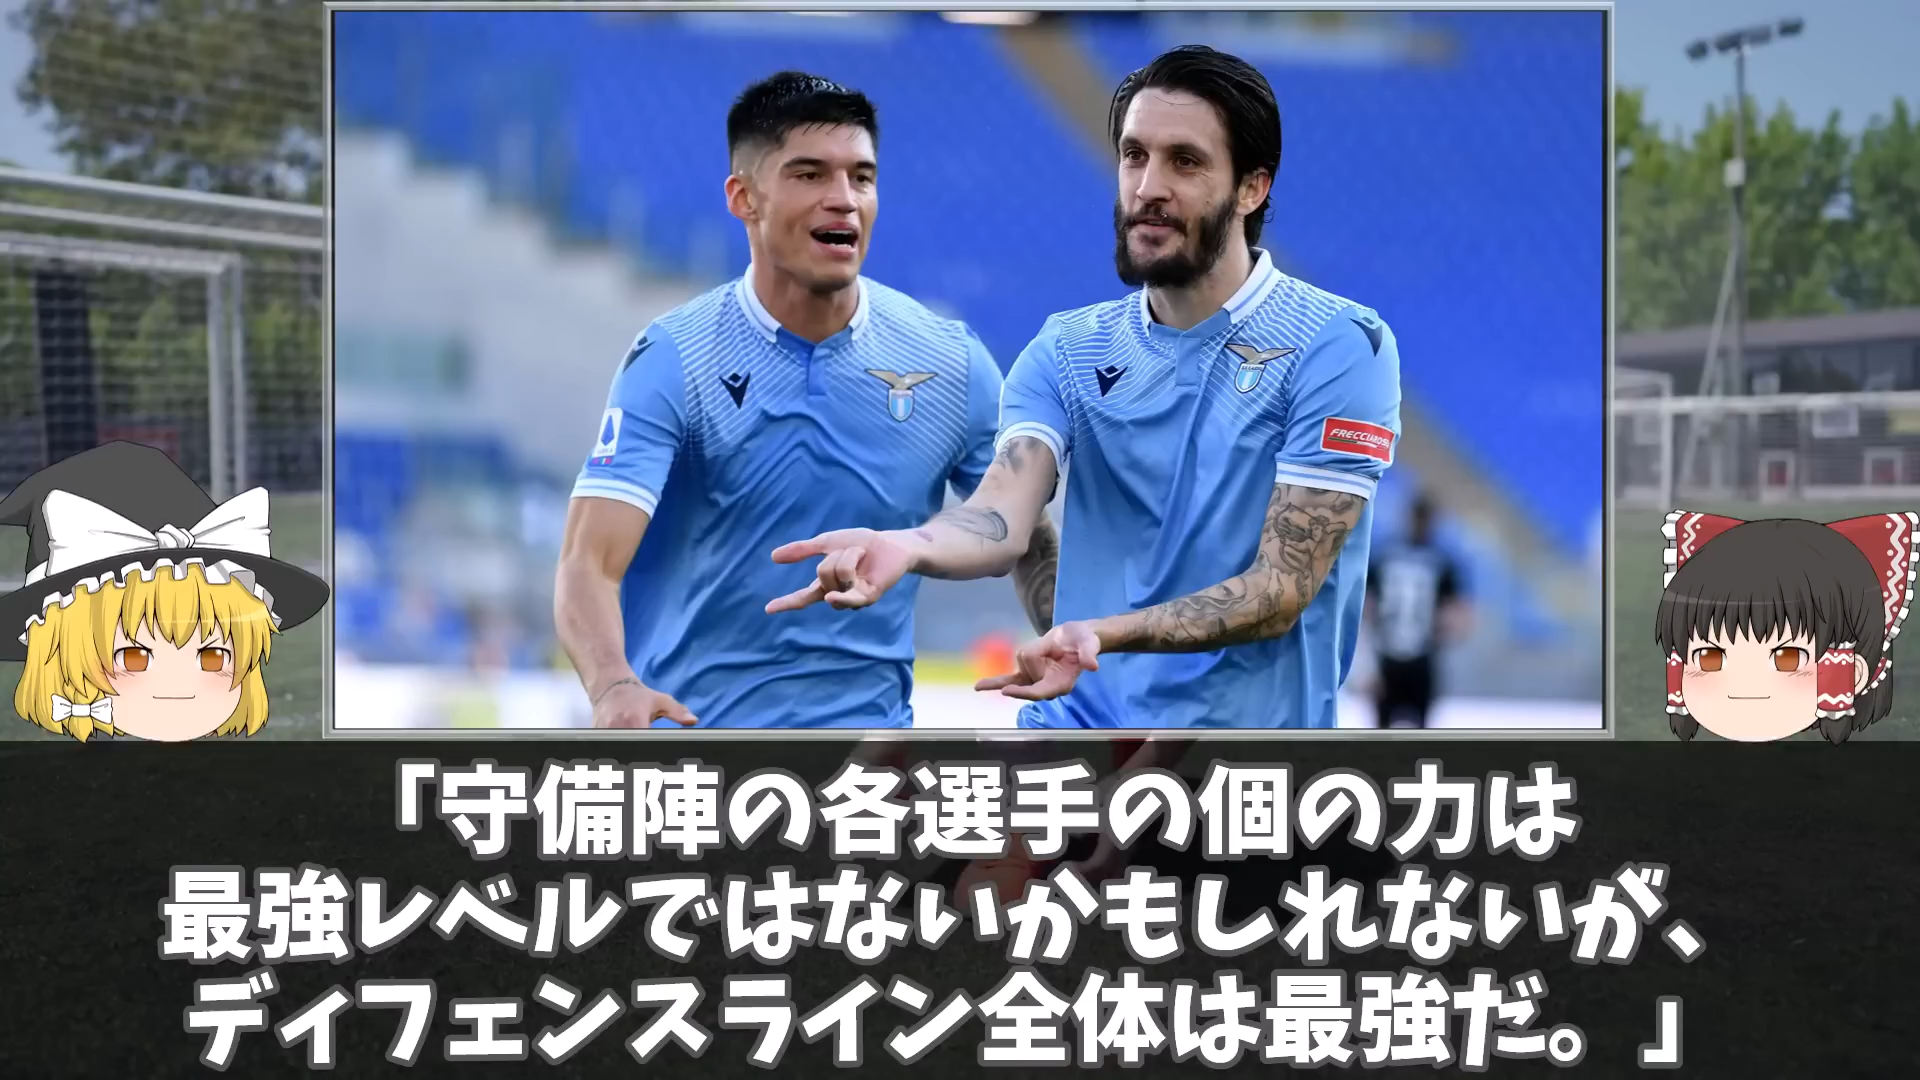 FRECCIAROSSA
「守備陣の各選手の個の力は
最強レベルではないかもしれないが、
ディフェンスライン全体は最強だ。」